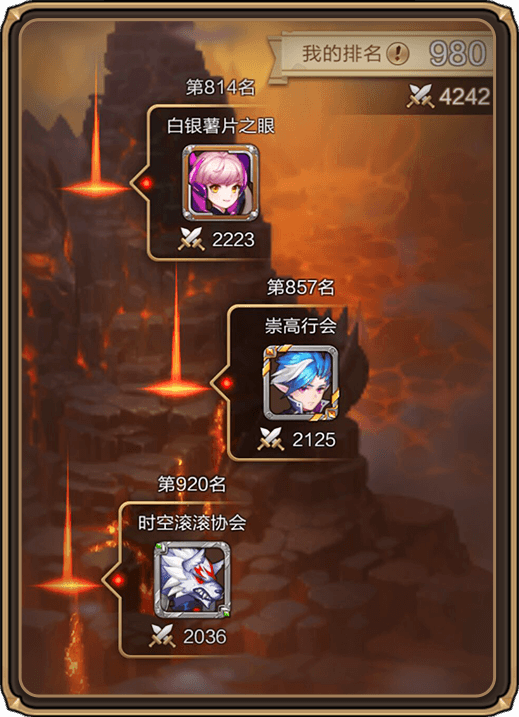 我的排名 ! 980
4242
第814名
白银薯片之眼
2223
第857名
崇高行会
2125
第920名
时空滚滚协会
2036